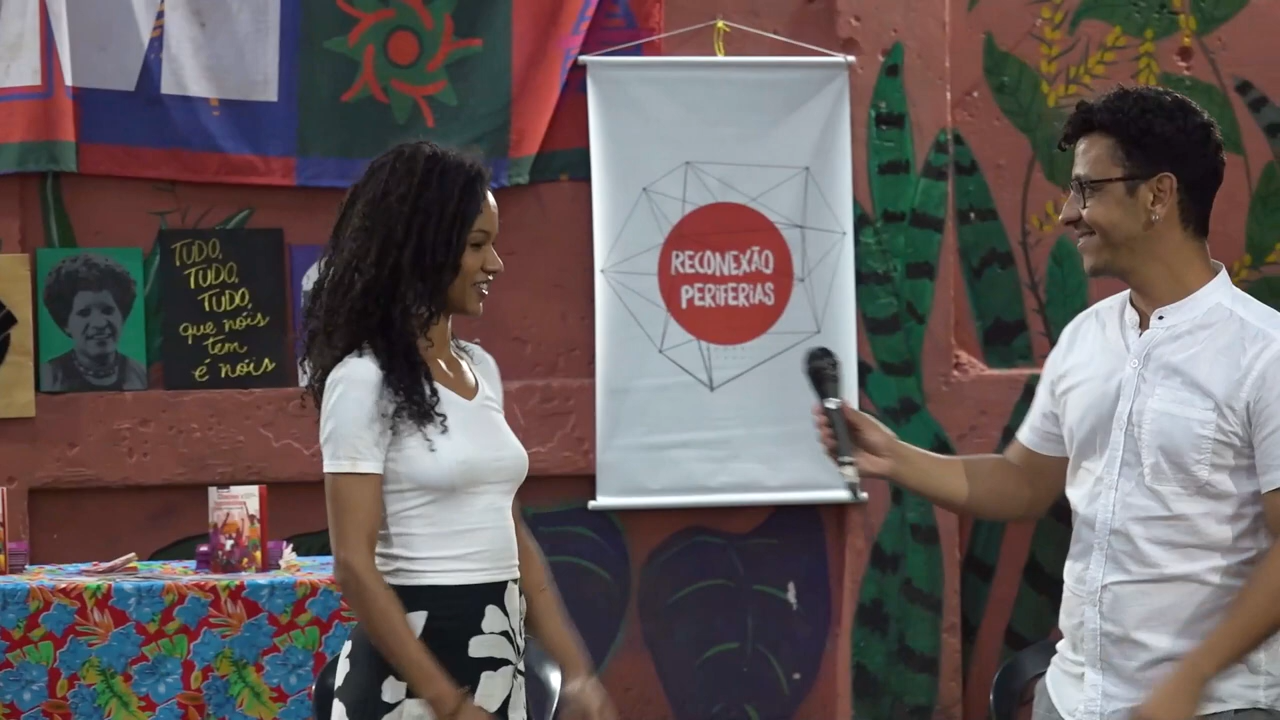 TUDO,
TUDO,
TUDO,
que nóis
tem
é nóis
RECONEXÃO
PERIFERIAS